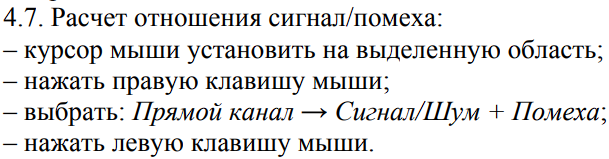 4.7. Расчет отношения сигнал/помеха:
– курсор мыши установить на выделенную область;
– нажать правую клавишу мыши;
– выбрать: Прямой канал → Сигнал/Шум + Помеха;
– нажать левую клавишу мыши.